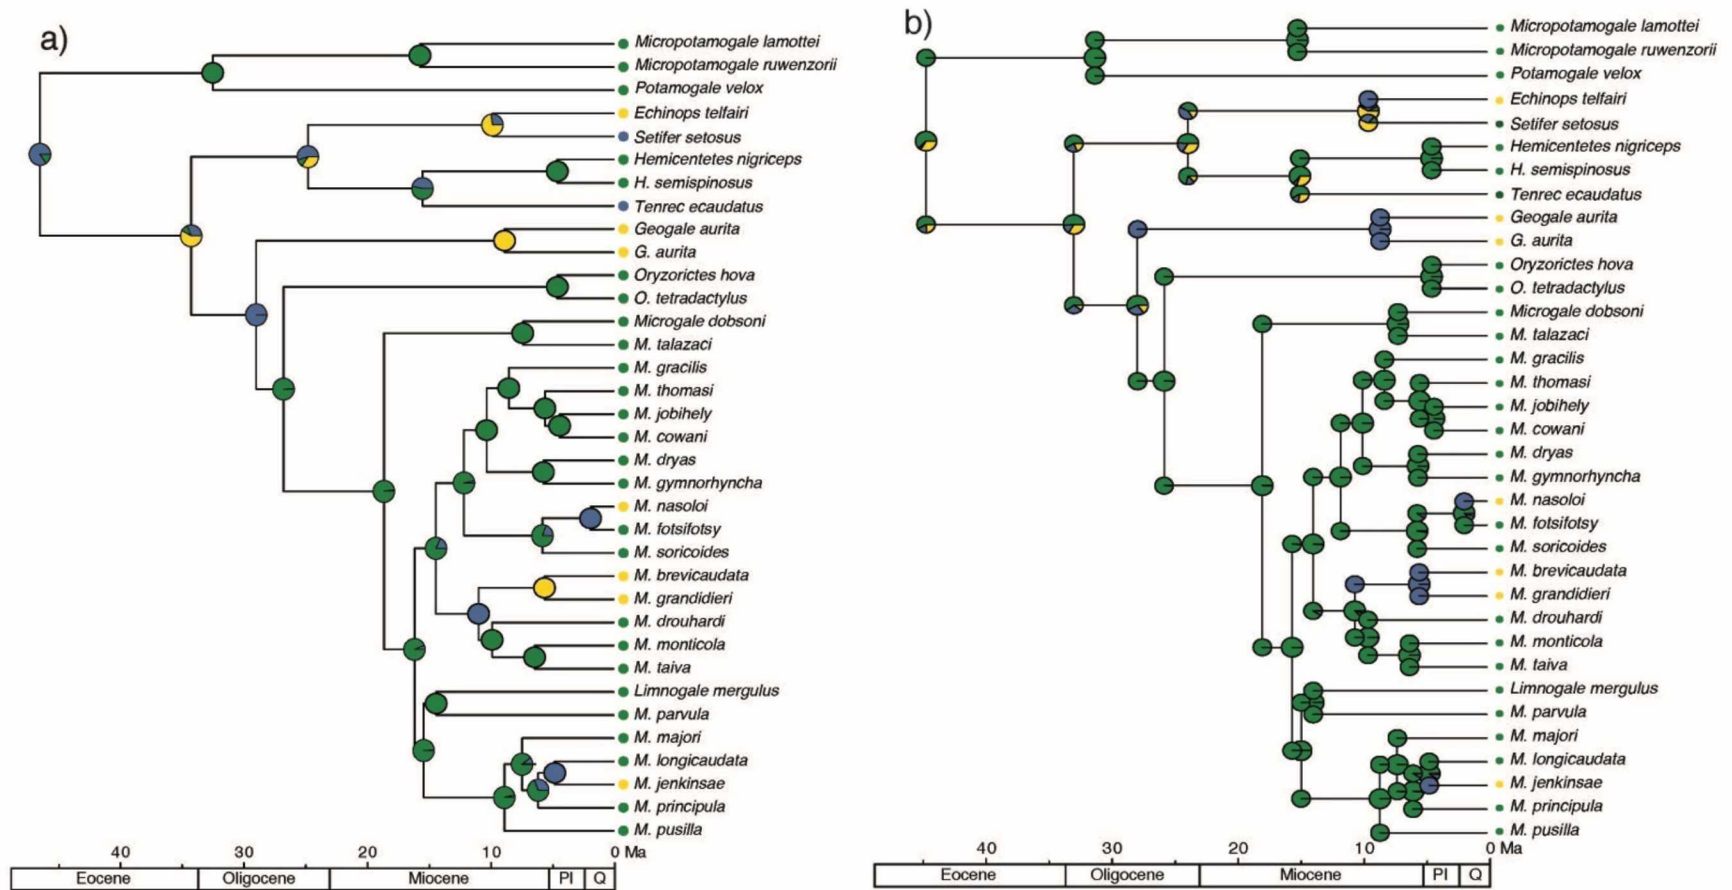 a)
Micropotamogale lamottei
Micropotamogale ruwenzorii
Potamogale velox
Echinops telfairi
Setifer setosus
Hemicentetes nigriceps
H. semispinosus
Tenrec ecaudatus
Geogale aurita
G. aurita
Oryzorictes hova
O. tetradactylus
Microgale dobsoni
M. talazaci
M. gracilis
M. thomasi
M. jobihely
M. cowani
M. dryas
M. gymnorhyncha
M. nasoloi
M. fotsifotsy
M. soricoides
M. brevicaudata
M. grandidieri
M. drouhardi
M. monticola
M. taiva
Limnogale mergulus
M. parvula
M. majori
M. longicaudata
M. jenkinsae
M. principula
M. pusilla
40 30 20 10 0 Ma
Eocene Oligocene Miocene Pl Q
b)
Micropotamogale lamottei
Micropotamogale ruwenzorii
Potamogale velox
Echinops telfairi
Setifer setosus
Hemicentetes nigriceps
H. semispinosus
Tenrec ecaudatus
Geogale aurita
G. aurita
Oryzorictes hova
O. tetradactylus
Microgale dobsoni
M. talazaci
M. gracilis
M. thomasi
M. jobihely
M. cowani
M. dryas
M. gymnorhyncha
M. nasoloi
M. fotsifotsy
M. soricoides
M. brevicaudata
M. grandidieri
M. drouhardi
M. monticola
M. taiva
Limnogale mergulus
M. parvula
M. majori
M. longicaudata
M. jenkinsae
M. principula
M. pusilla
40 30 20 10 0 Ma
Eocene Oligocene Miocene Pl Q